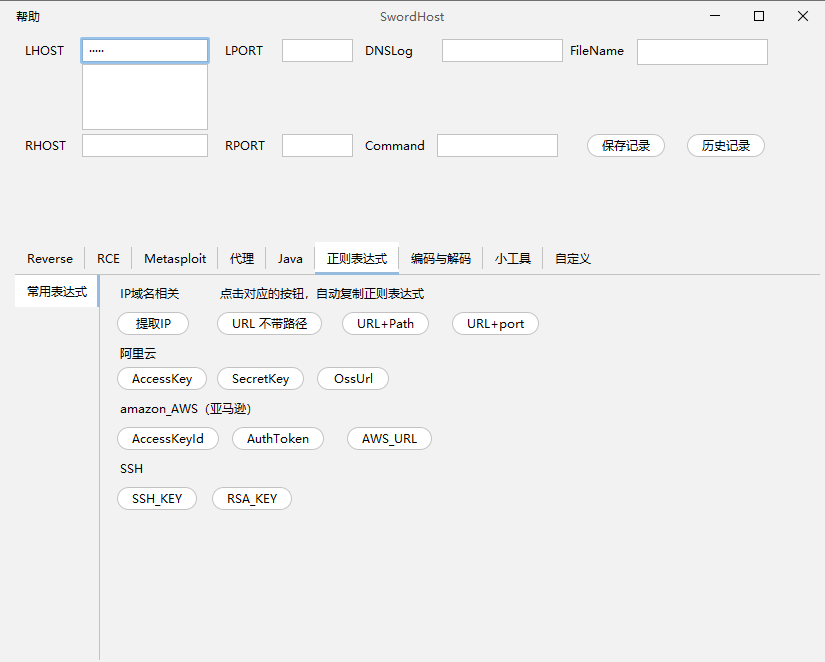 帮助 SwordHost
LHOST ..... LPORT DNSLog FileName
RHOST RPORT Command 保存记录 历史记录
Reverse RCE Metasploit 代理 Java 正则表达式 编码与解码 小工具 自定义
常用表达式 IP域名相关 点击对应的按钮，自动复制正则表达式
提取IP URL 不带路径 URL+Path URL+port
阿里云
AccessKey SecretKey OssUrl
amazon_AWS（亚马逊）
AccessKeyId AuthToken AWS_URL
SSH
SSH_KEY RSA_KEY